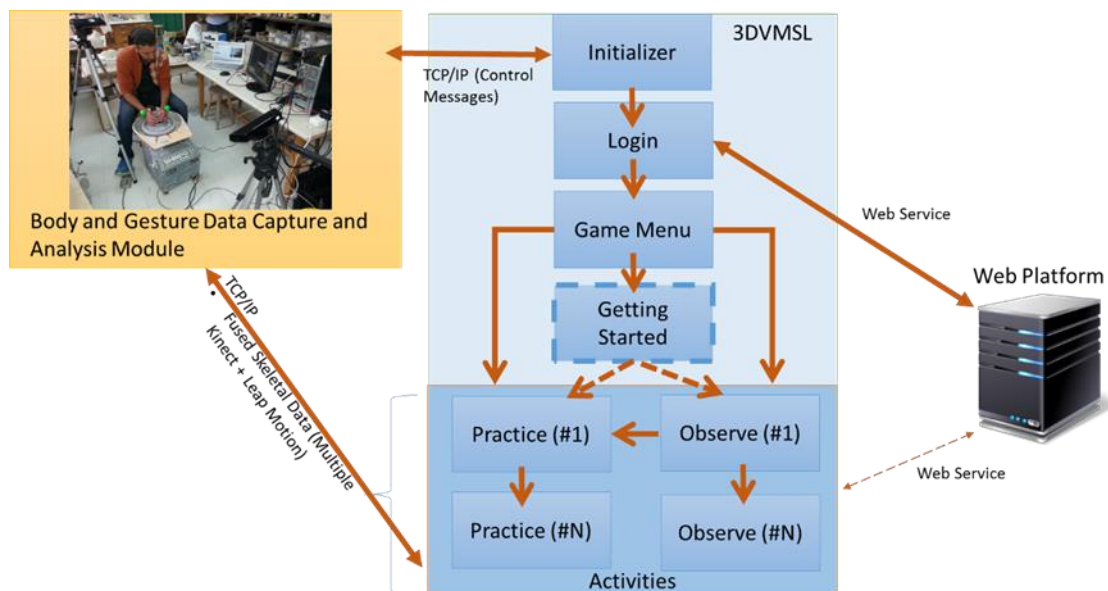 3DVMSL
Initializer
TCP/IP (Control
Messages)
Login
Web Service
Body and Gesture Data Capture and
Analysis Module
Game Menu
Web Platform
Getting
Started
TCP/IP
• Fused Skeletal Data (Multiple
Kinect + Leap Motion)
Practice (#1)
Observe (#1)
Web Service
Practice (#N)
Observe (#N)
Activities